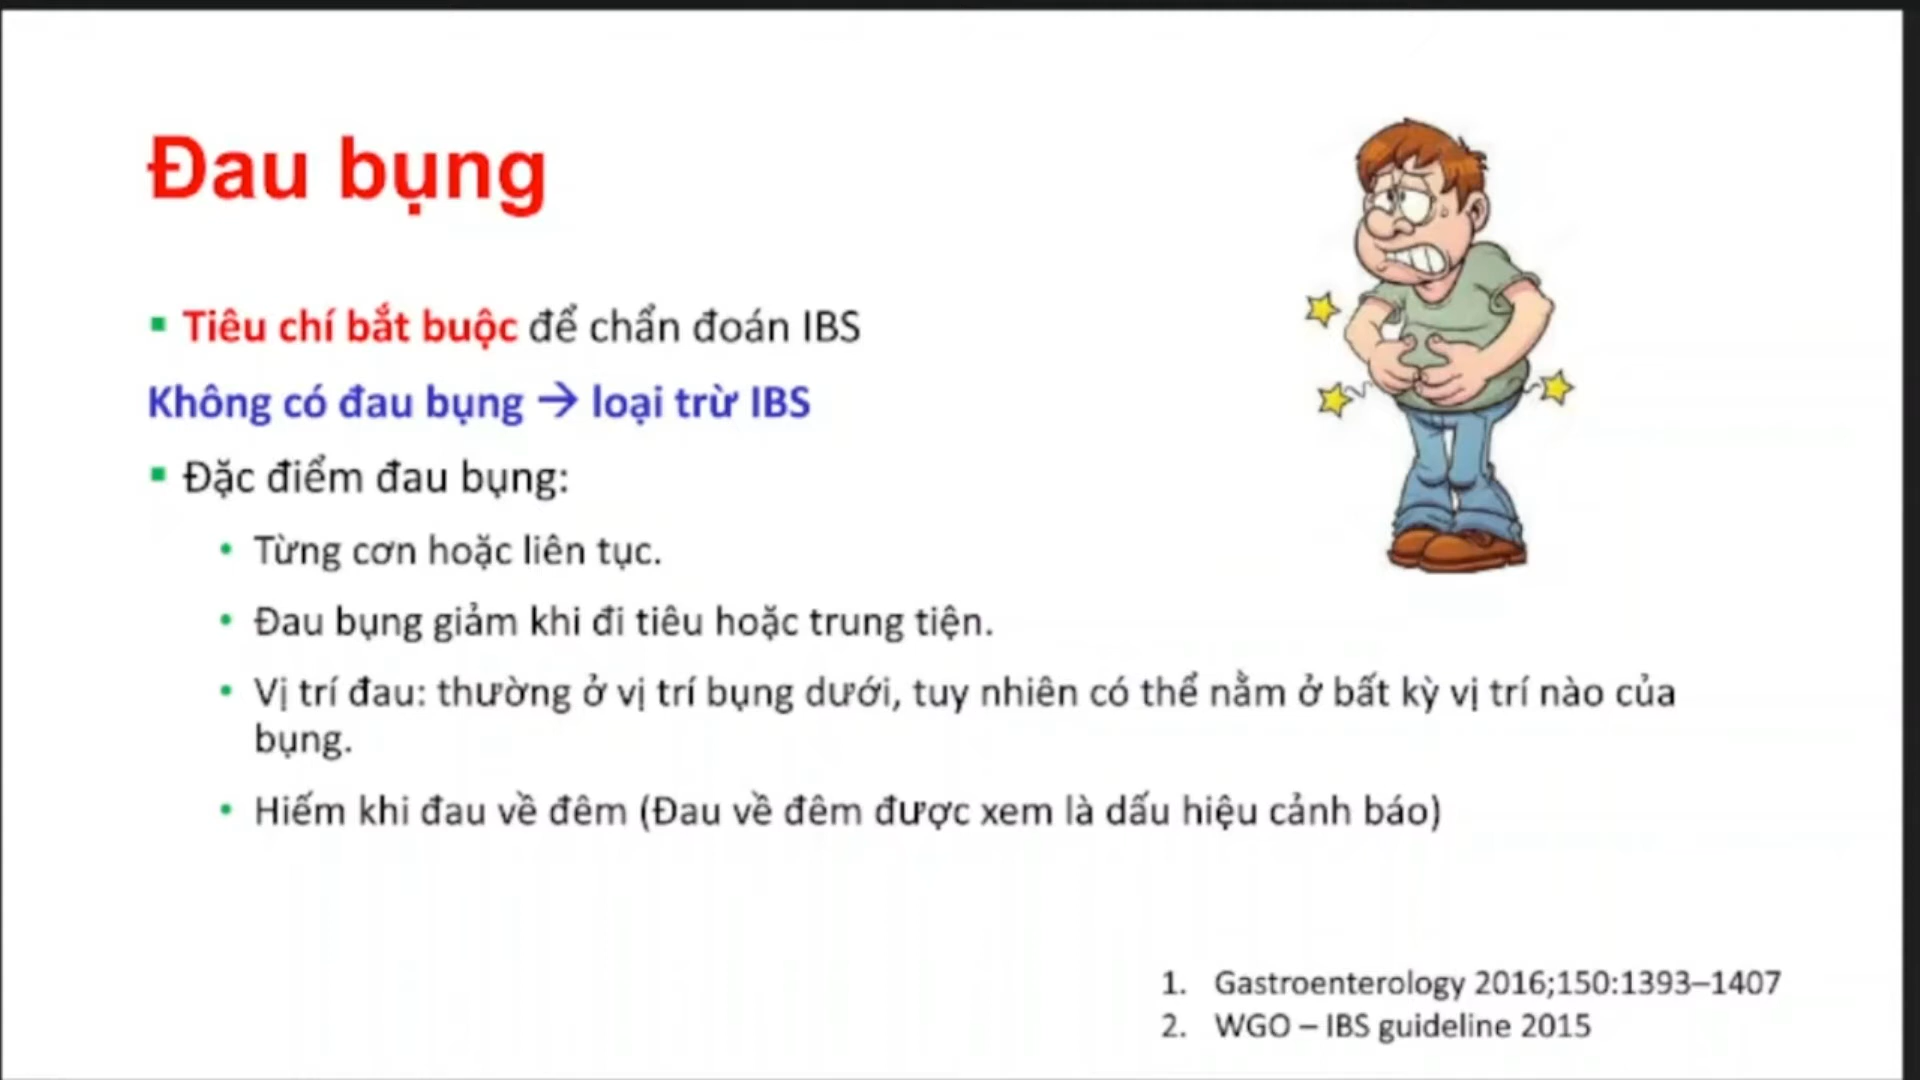 Đau bụng
▪ Tiêu chí bắt buộc để chẩn đoán IBS
Không có đau bụng → loại trừ IBS
▪ Đặc điểm đau bụng:
• Từng cơn hoặc liên tục.
• Đau bụng giảm khi đi tiêu hoặc trung tiện.
• Vị trí đau: thường ở vị trí bụng dưới, tuy nhiên có thể nằm ở bất kỳ vị trí nào của
bụng.
• Hiếm khi đau về đêm (Đau về đêm được xem là dấu hiệu cảnh báo)
1. Gastroenterology 2016;150:1393–1407
2. WGO – IBS guideline 2015